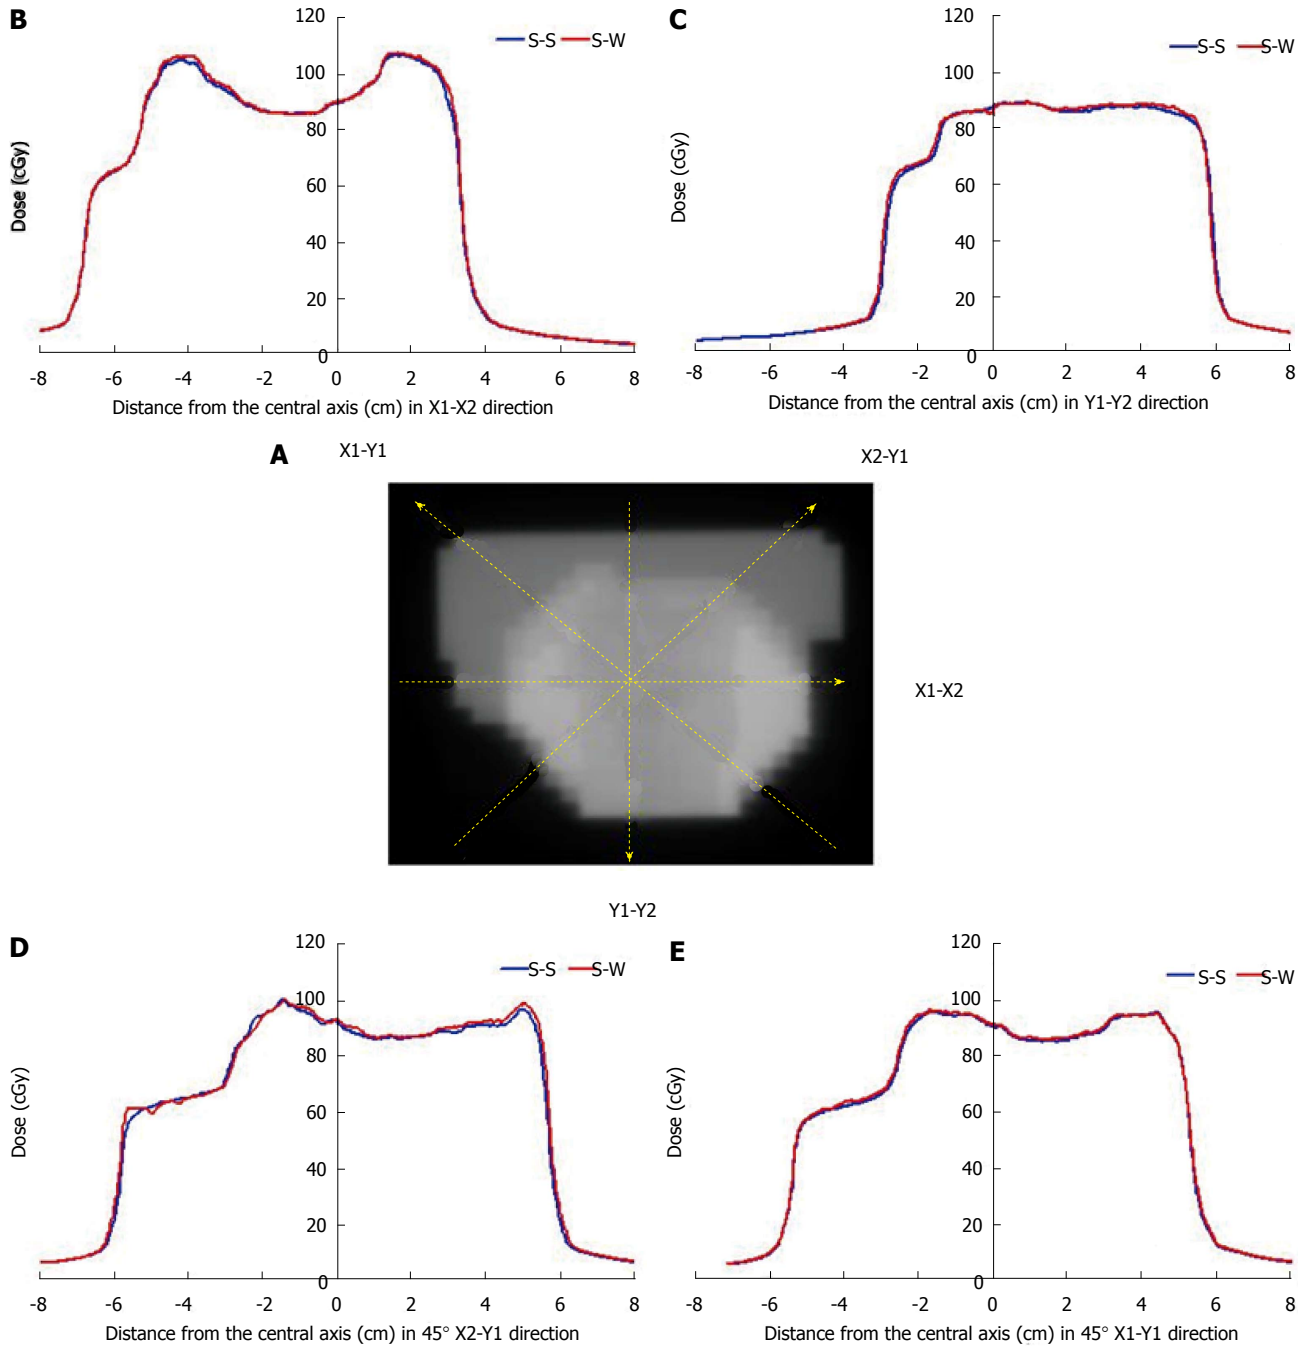 B
120
100
80
60
40
20
0
S-S S-W
Dose (cGy)
-8 -6 -4 -2 0 2 4 6 8
Distance from the central axis (cm) in X1-X2 direction
C
120
100
80
60
40
20
0
S-S S-W
Dose (cGy)
-8 -6 -4 -2 0 2 4 6 8
Distance from the central axis (cm) in Y1-Y2 direction
A
X1-Y1
X2-Y1
X1-X2
Y1-Y2
D
120
100
80
60
40
20
0
S-S S-W
Dose (cGy)
-8 -6 -4 -2 0 2 4 6 8
Distance from the central axis (cm) in 45° X2-Y1 direction
E
120
100
80
60
40
20
0
S-S S-W
Dose (cGy)
-8 -6 -4 -2 0 2 4 6 8
Distance from the central axis (cm) in 45° X1-Y1 direction